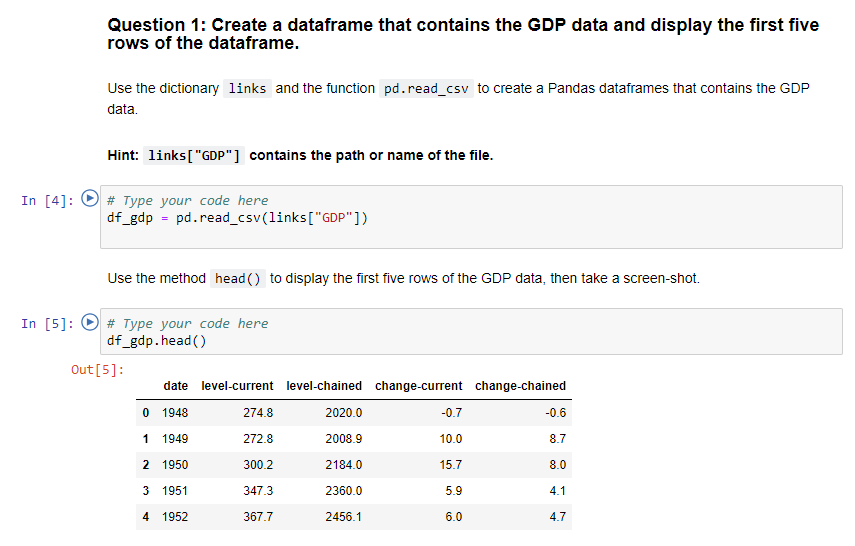 Question 1: Create a dataframe that contains the GDP data and display the first five
rows of the dataframe.
Use the dictionary links and the function pd.read_csv to create a Pandas dataframes that contains the GDP
data.
Hint: links["GDP"] contains the path or name of the file.
In [4]: # Type your code here
df_gdp = pd.read_csv(links["GDP"])
Use the method head() to display the first five rows of the GDP data, then take a screen-shot.
In [5]: # Type your code here
df_gdp.head()
Out[5]:
date level-current level-chained change-current change-chained
0 1948 274.8 2020.0 -0.7 -0.6
1 1949 272.8 2008.9 10.0 8.7
2 1950 300.2 2184.0 15.7 8.0
3 1951 347.3 2360.0 5.9 4.1
4 1952 367.7 2456.1 6.0 4.7